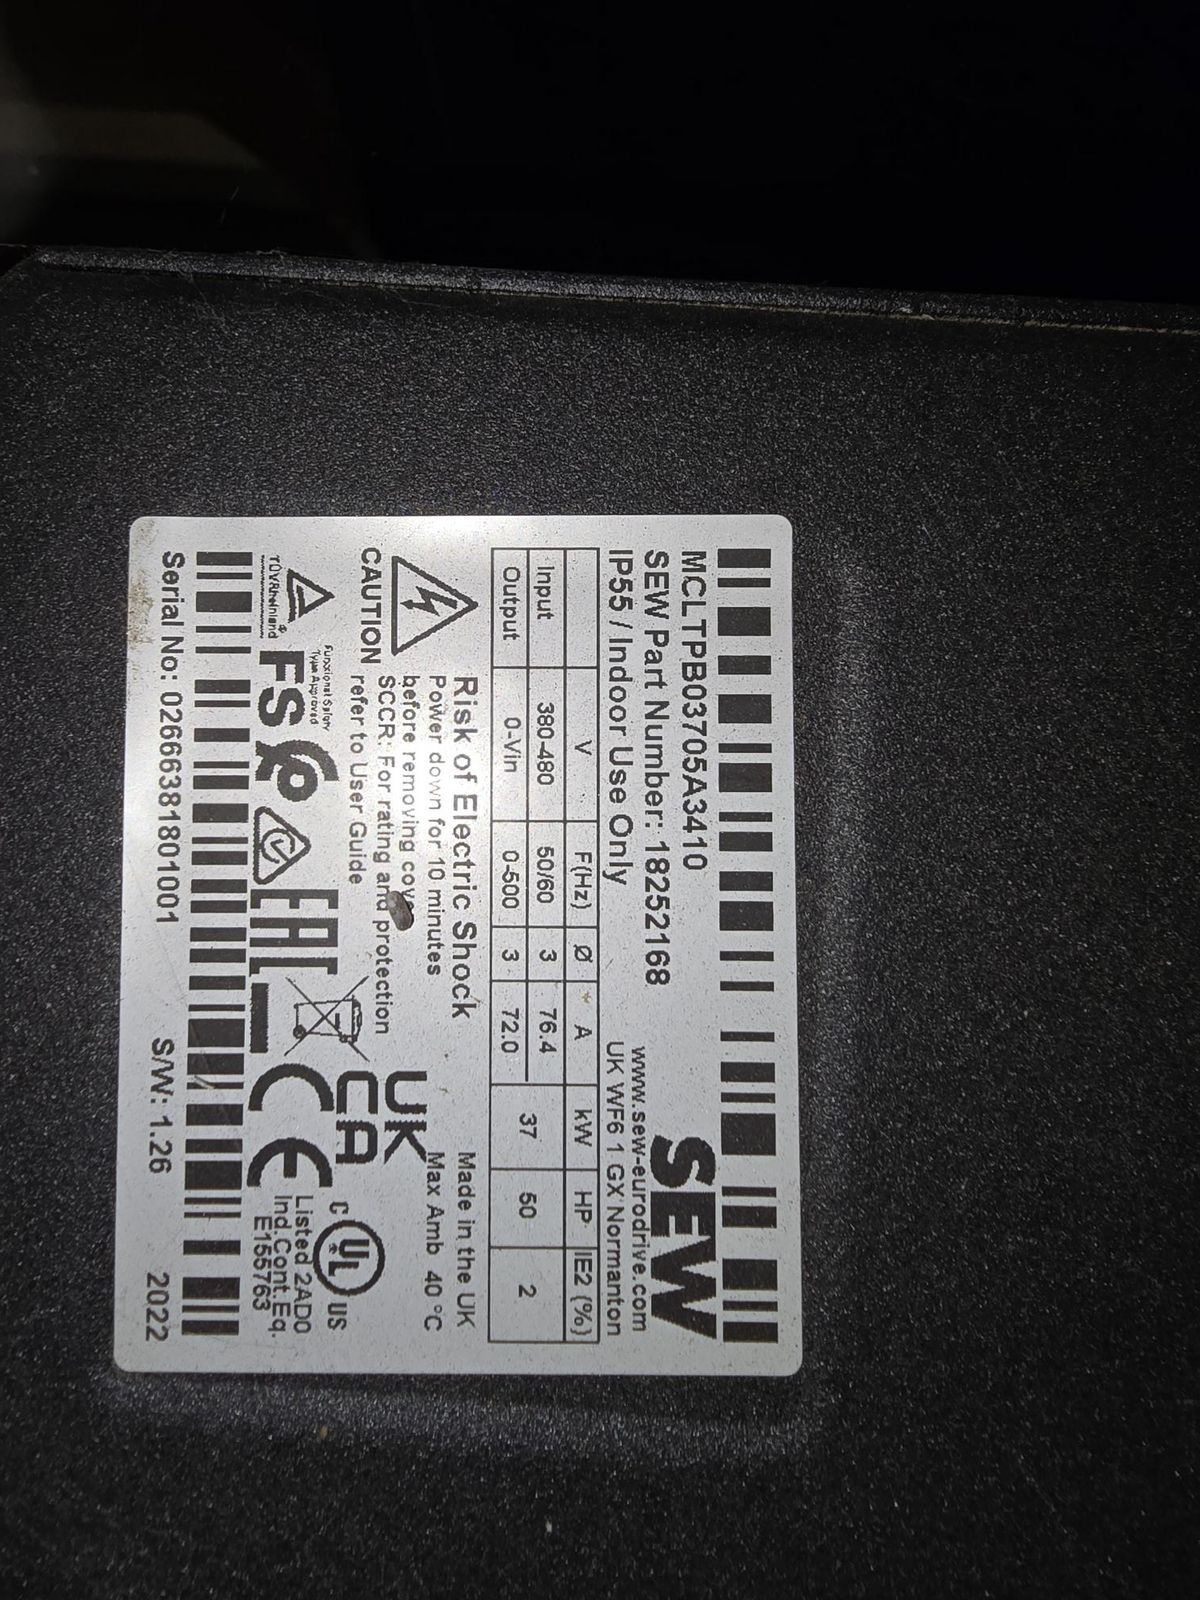 MCLTPB03705A3410
SEW Part Number: 18252168
IP55 / Indoor Use Only
SEW
www.sew-eurodrive.com
UK WF6 1 GX Normanton
V F(Hz) Ø A kW HP IE2 (%)
Input 380-480 50/60 3 76.4 37 50 2
Output 0-Vin 0-500 3 72.0
CAUTION
Risk of Electric Shock
Power down for 10 minutes
before removing cover
SCCR: For rating and protection
refer to User Guide
Made in the UK
Max Amb 40 °C
UK
CA
TÜVRheinland
Functional Safety
Type Approved
FS
EAC
CE
C UL US
Listed 2AD0
Ind.Cont.Eq.
E155763
Serial No: 02666381801001
S/W: 1.26
2022